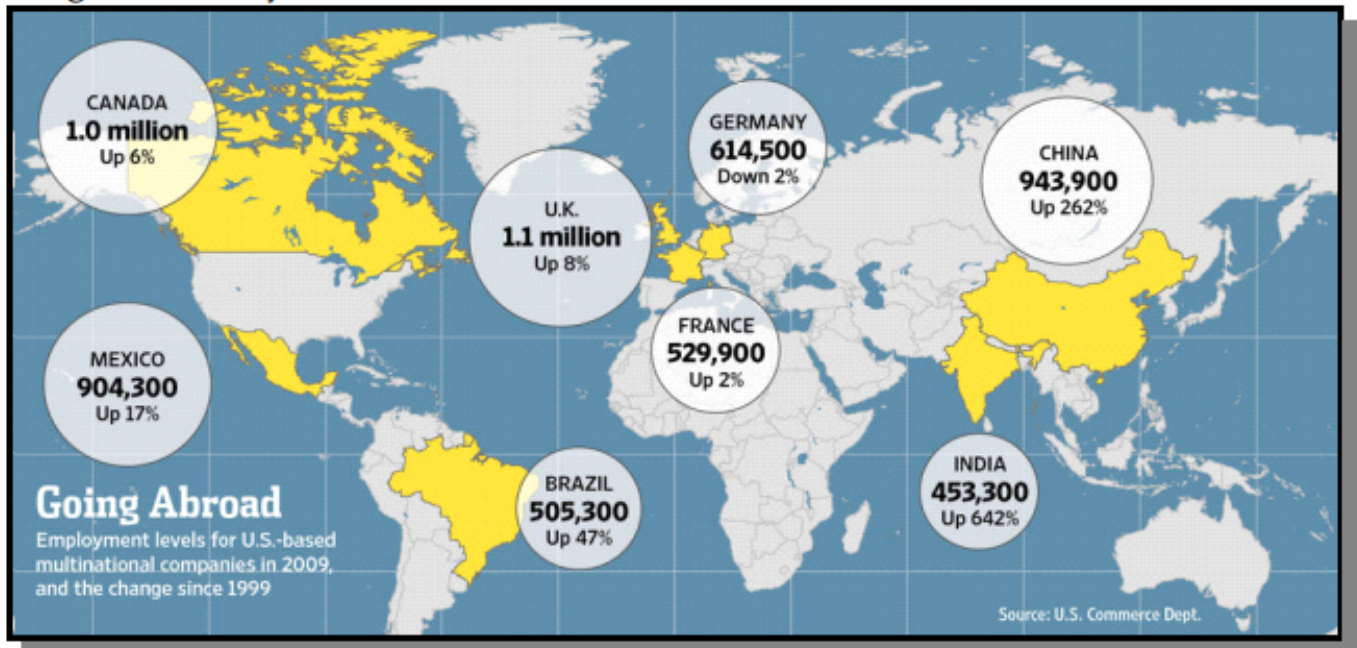 CANADA
1.0 million
Up 6%
GERMANY
614,500
Down 2%
CHINA
943,900
Up 262%
U.K.
1.1 million
Up 8%
FRANCE
529,900
Up 2%
MEXICO
904,300
Up 17%
INDIA
453,300
Up 642%
BRAZIL
505,300
Up 47%
Going Abroad
Employment levels for U.S.-based
multinational companies in 2009,
and the change since 1999
Source: U.S. Commerce Dept.